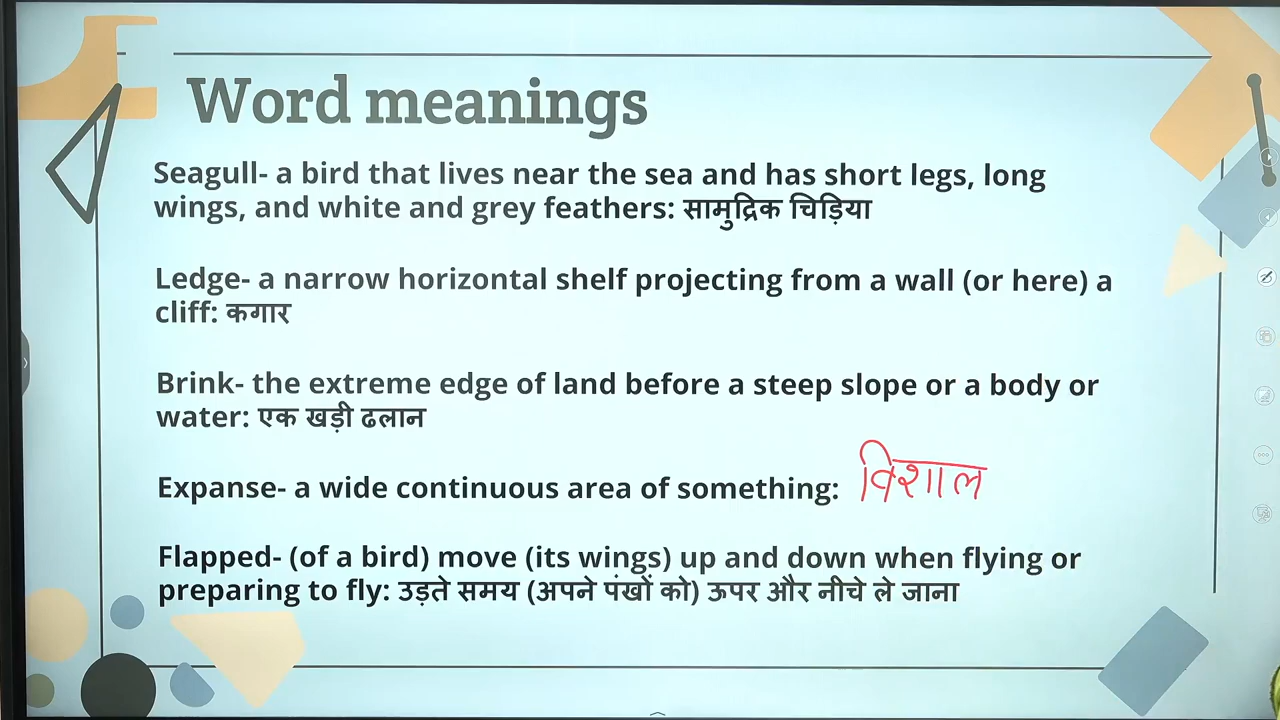 Word meanings
Seagull- a bird that lives near the sea and has short legs, long
wings, and white and grey feathers: सामुद्रिक चिड़िया
Ledge- a narrow horizontal shelf projecting from a wall (or here) a
cliff: कगार
Brink- the extreme edge of land before a steep slope or a body or
water: एक खड़ी ढलान
Expanse- a wide continuous area of something: विशाल
Flapped- (of a bird) move (its wings) up and down when flying or
preparing to fly: उड़ते समय (अपने पंखों को) ऊपर और नीचे ले जाना